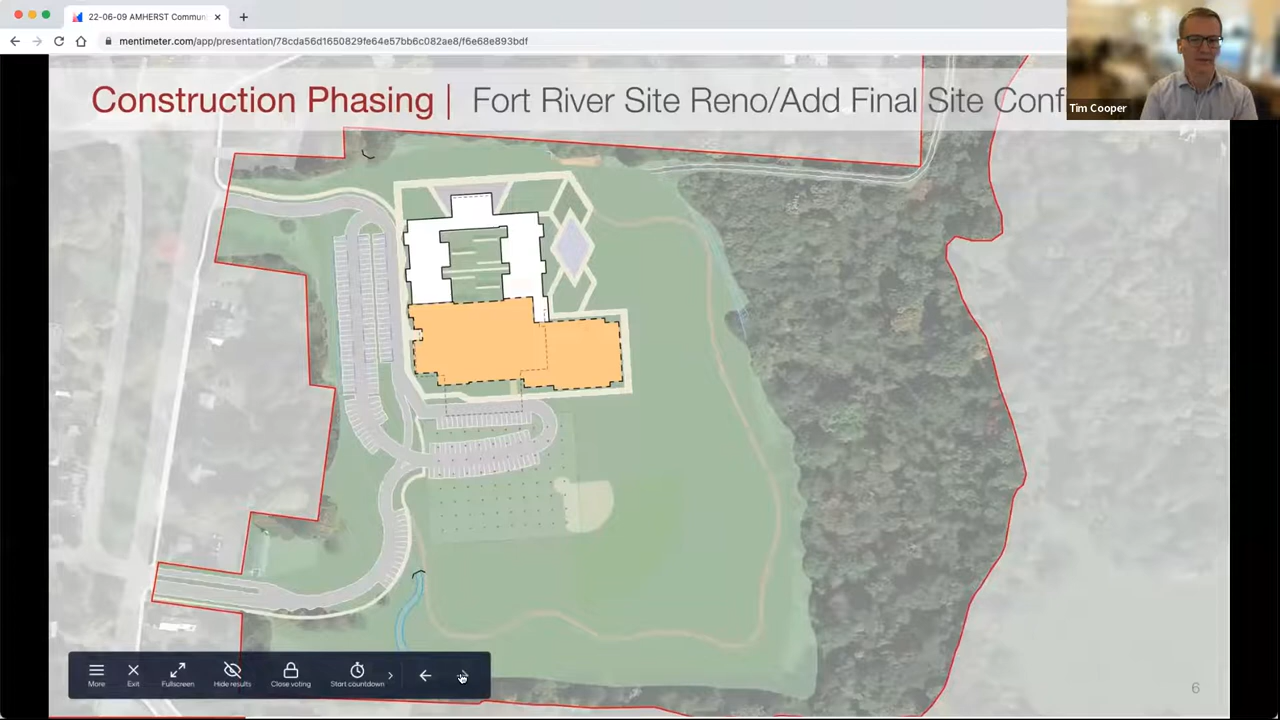 22-06-09 AMHERST Commun
mentimeter.com/app/presentation/78cda56d1650829fe64e57bb6c082ae8/f6e68e893bdf
Construction Phasing | Fort River Site Reno/Add Final Site Conf
Tim Cooper
More Exit Fullscreen Hide results Close voting Start countdown
6